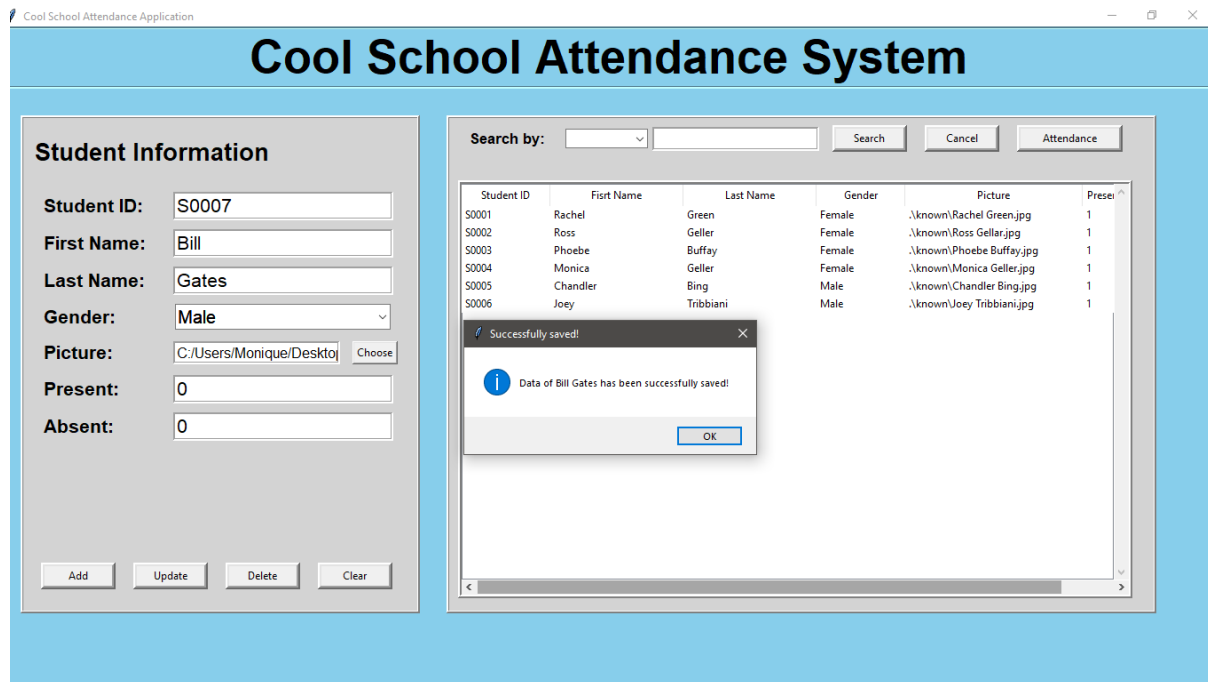 Cool School Attendance Application
Cool School Attendance System
Student Information
Student ID: S0007
First Name: Bill
Last Name: Gates
Gender: Male
Picture: C:/Users/Monique/Desktop Choose
Present: 0
Absent: 0
Add Update Delete Clear
Search by: Search Cancel Attendance
Student ID Fisrt Name Last Name Gender Picture Presen
S0001 Rachel Green Female .\known\Rachel Green.jpg 1
S0002 Ross Geller Female .\known\Ross Gellar.jpg 1
S0003 Phoebe Buffay Female .\known\Phoebe Buffay.jpg 1
S0004 Monica Geller Female .\known\Monica Geller.jpg 1
S0005 Chandler Bing Male .\known\Chandler Bing.jpg 1
S0006 Joey Tribbiani Male .\known\Joey Tribbiani.jpg 1
Successfully saved!
Data of Bill Gates has been successfully saved!
OK